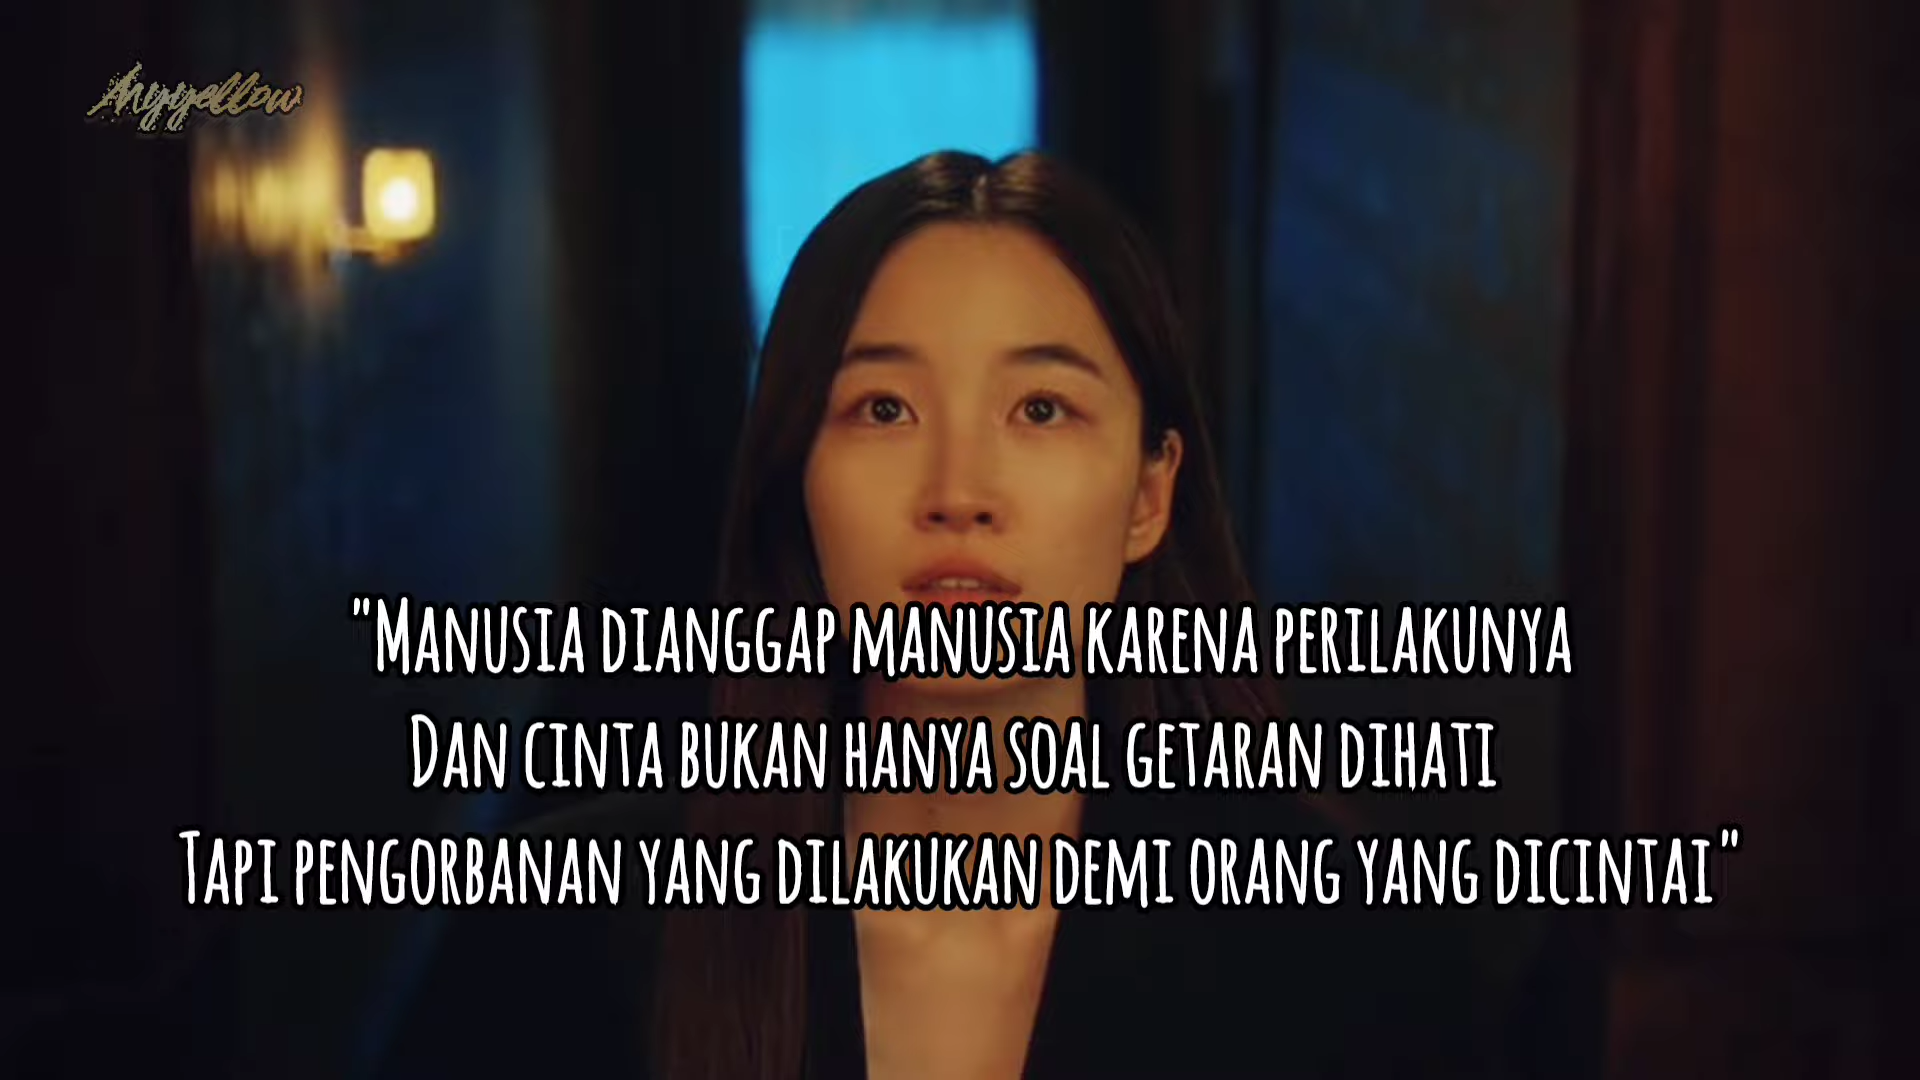 Anyyellow
"Manusia dianggap manusia karena perilakunya
Dan cinta bukan hanya soal getaran dihati
Tapi pengorbanan yang dilakukan demi orang yang dicintai"